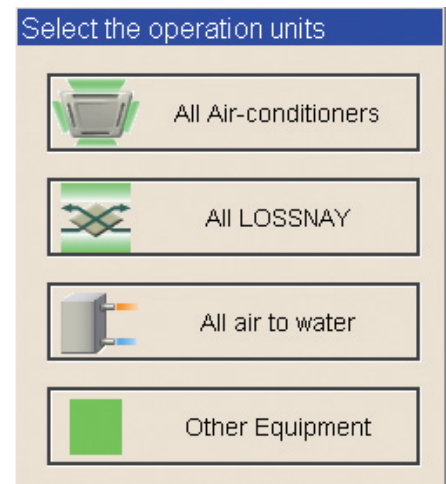 Select the operation units
All Air-conditioners
All LOSSNAY
All air to water
Other Equipment